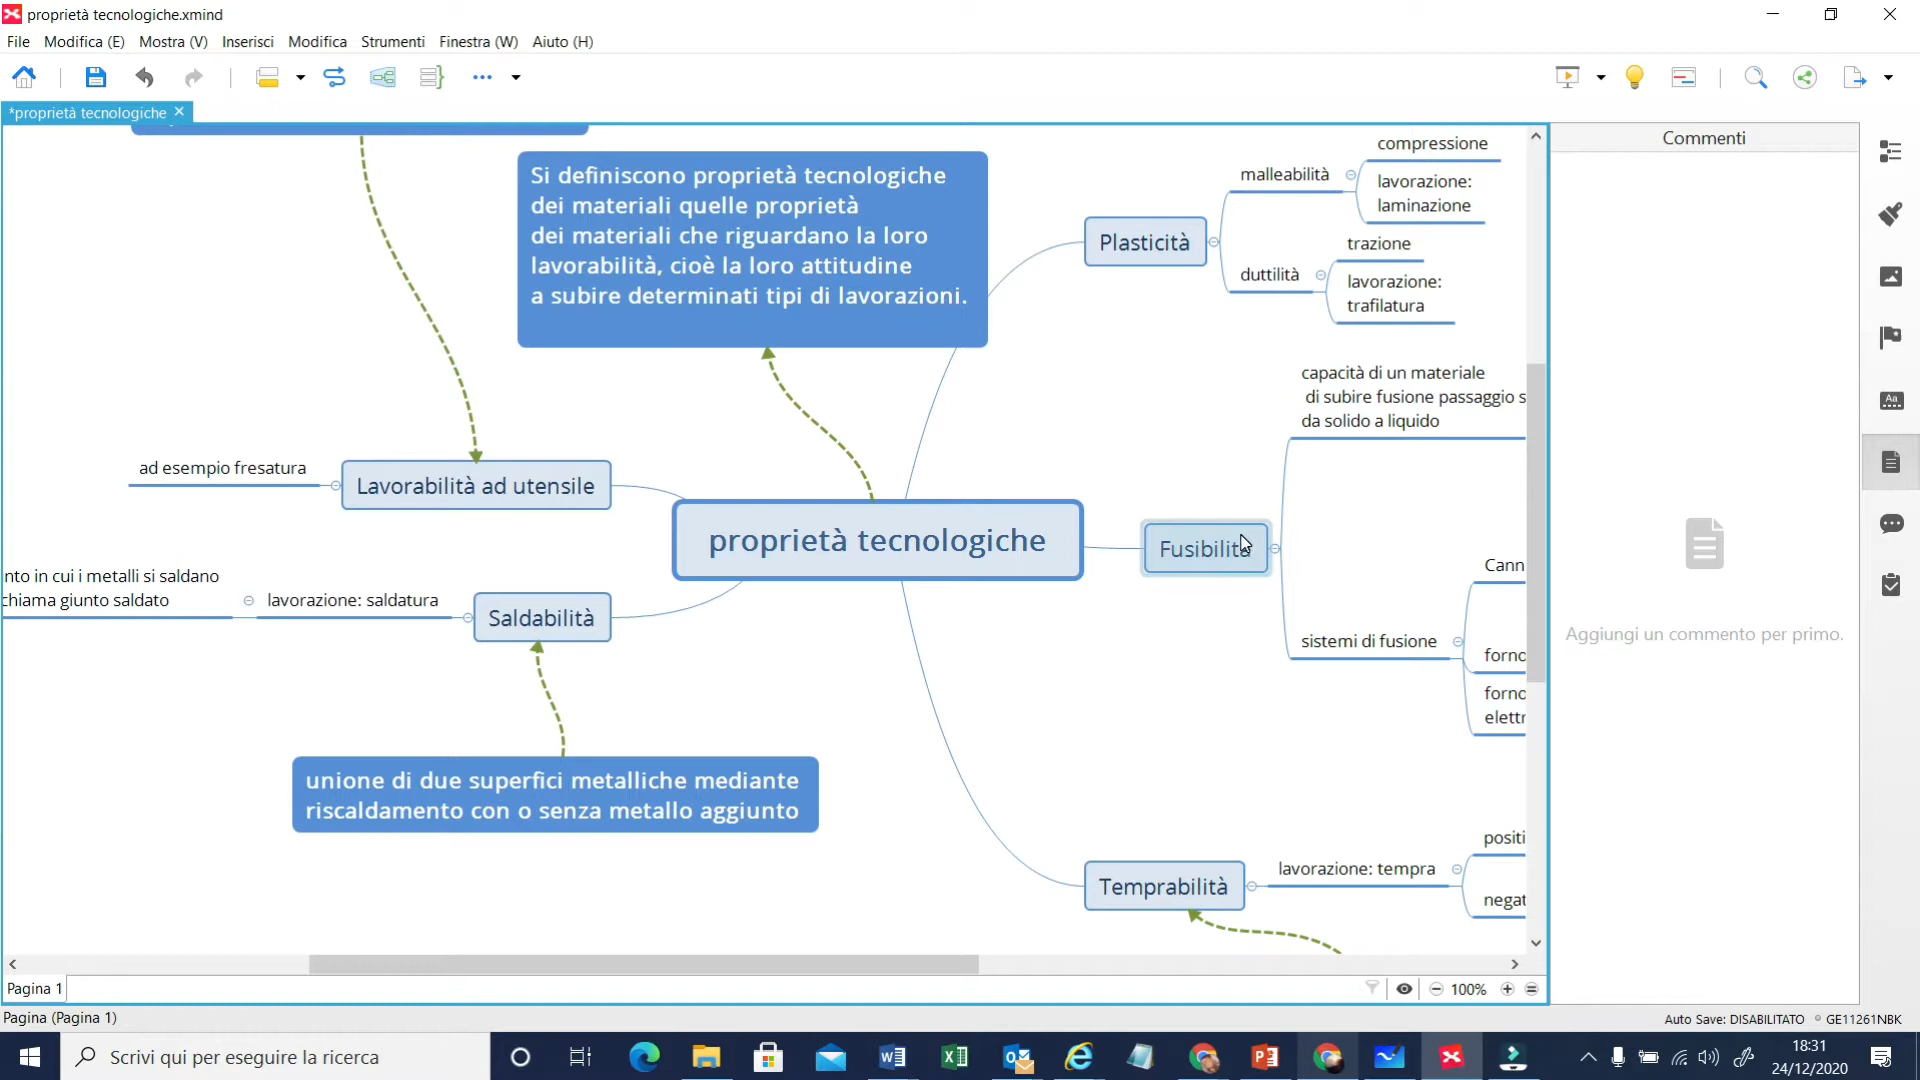 proprietà tecnologiche.xmind
File Modifica (E) Mostra (V) Inserisci Modifica Strumenti Finestra (W) Aiuto (H)
*proprietà tecnologiche
Commenti
Si definiscono proprietà tecnologiche
dei materiali quelle proprietà
dei materiali che riguardano la loro
lavorabilità, cioè la loro attitudine
a subire determinati tipi di lavorazioni.
Plasticità
malleabilità
compressione
lavorazione:
laminazione
duttilità
trazione
lavorazione:
trafilatura
capacità di un materiale
di subire fusione passaggio s
da solido a liquido
ad esempio fresatura
Lavorabilità ad utensile
proprietà tecnologiche
Fusibilità
Cann
sistemi di fusione
forno
forno
elettr
nto in cui i metalli si saldano
chiama giunto saldato
lavorazione: saldatura
Saldabilità
Aggiungi un commento per primo.
unione di due superfici metalliche mediante
riscaldamento con o senza metallo aggiunto
Temprabilità
lavorazione: tempra
positi
negat
Pagina 1
100%
Pagina (Pagina 1)
Auto Save: DISABILITATO
GE11261NBK
Scrivi qui per eseguire la ricerca
18:31
24/12/2020